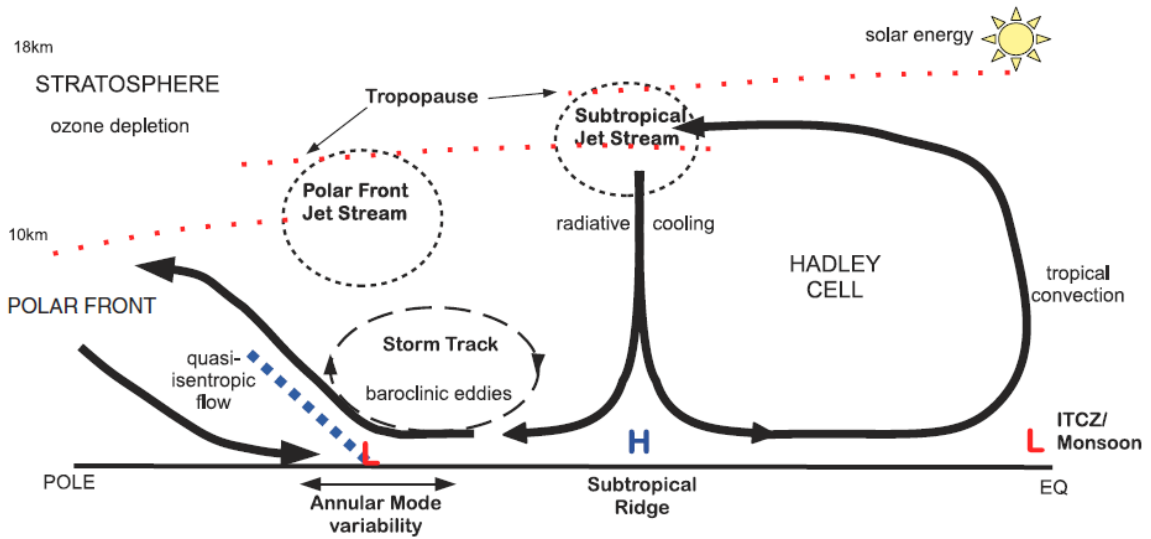 18km
STRATOSPHERE
ozone depletion
Tropopause
solar energy
Subtropical
Jet Stream
Polar Front
Jet Stream
10km
radiative cooling
HADLEY
CELL
tropical
convection
POLAR FRONT
quasi-
isentropic
flow
Storm Track
baroclinic eddies
L
H
L
ITCZ/
Monsoon
POLE
Annular Mode
variability
Subtropical
Ridge
EQ